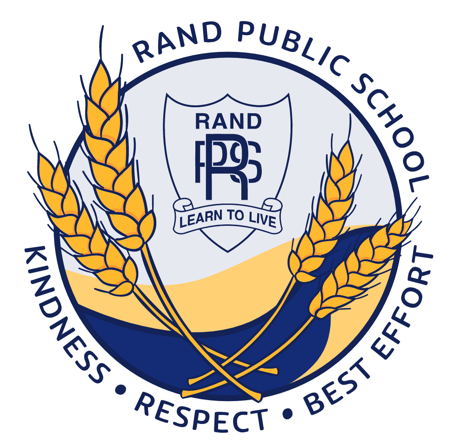 RAND PUBLIC SCHOOL
RAND
RPS
LEARN TO LIVE
KINDNESS • RESPECT • BEST EFFORT